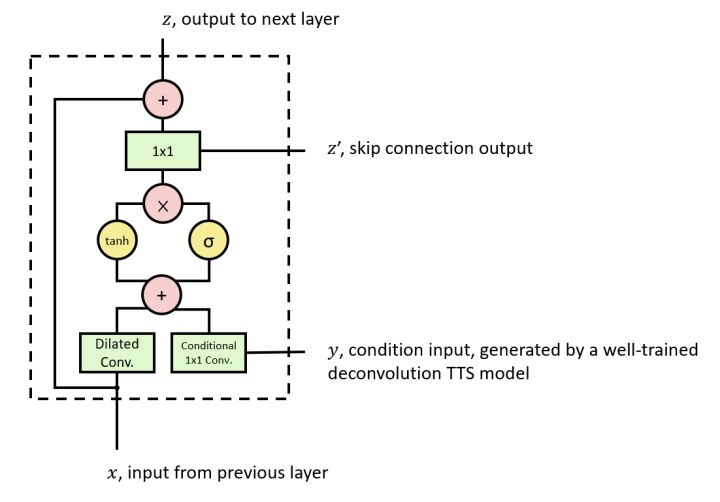 z, output to next layer
+
1x1
z′, skip connection output
×
tanh
σ
+
Dilated
Conv.
Conditional
1x1 Conv.
y, condition input, generated by a well-trained
deconvolution TTS model
x, input from previous layer